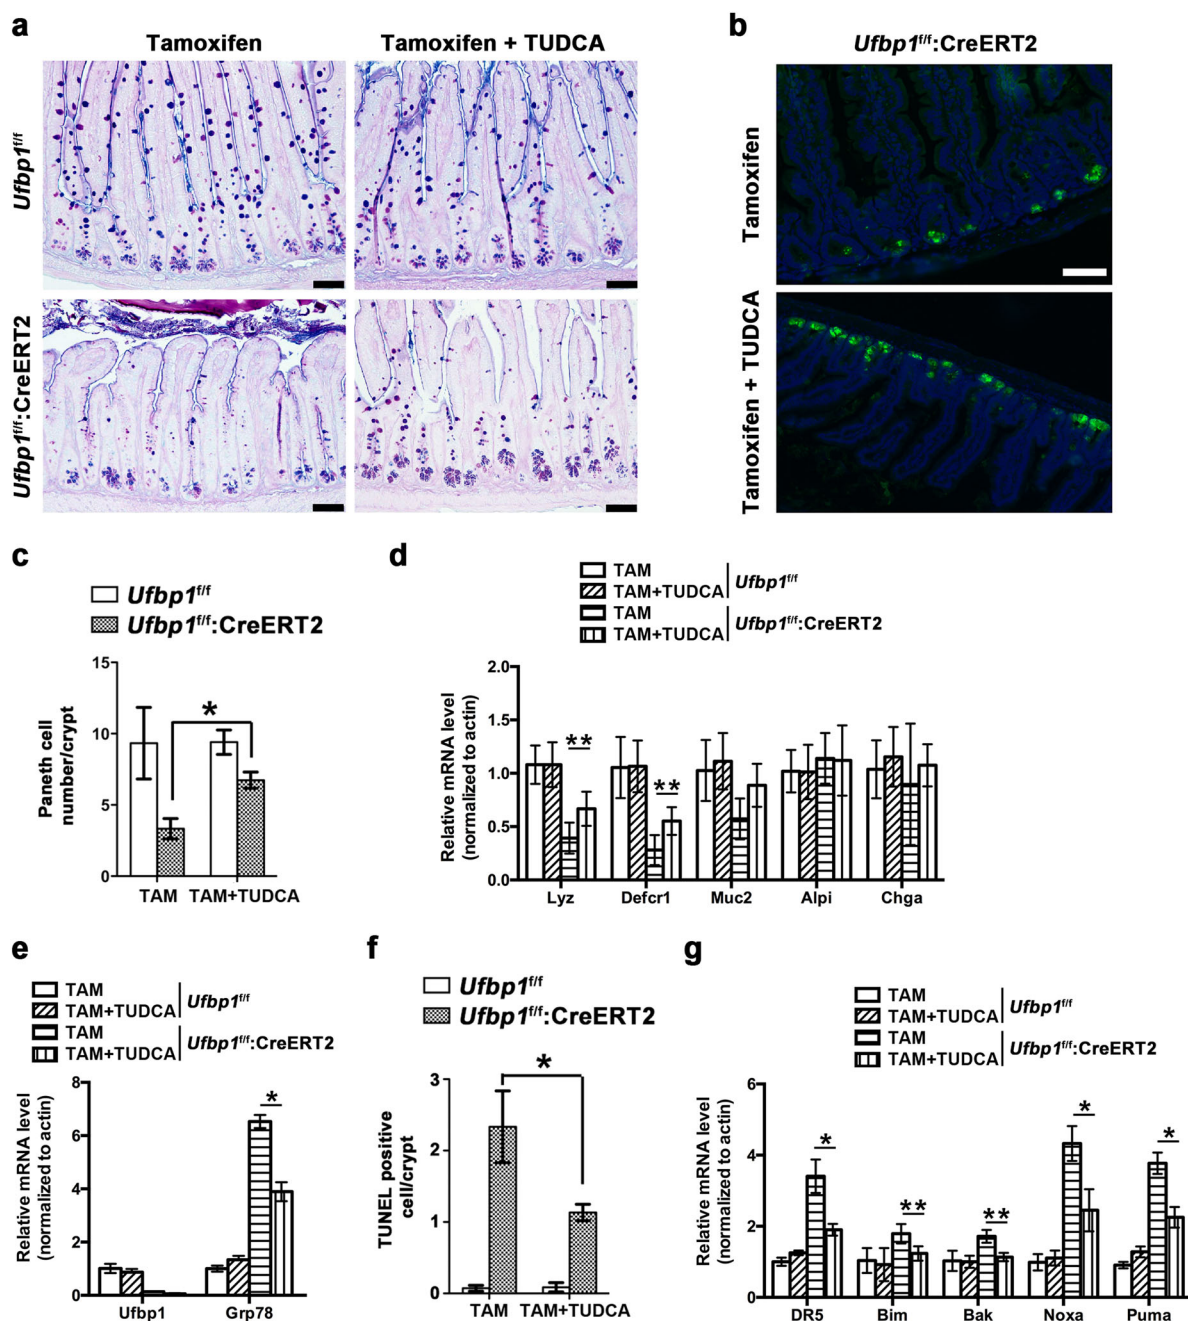 a
Tamoxifen
Tamoxifen + TUDCA
Ufbp1f/f
Ufbp1f/f:CreERT2
b
Ufbp1f/f:CreERT2
Tamoxifen
Tamoxifen + TUDCA
c
Ufbp1f/f
Ufbp1f/f:CreERT2
Paneth cell
number/crypt
15
10
5
0
*
TAM
TAM+TUDCA
d
TAM
TAM+TUDCA
Ufbp1f/f
TAM
TAM+TUDCA
Ufbp1f/f:CreERT2
Relative mRNA level
(normalized to actin)
2.0
1.5
1.0
0.5
0.0
**
**
Lyz
Defcr1
Muc2
Alpi
Chga
e
TAM
TAM+TUDCA
Ufbp1f/f
TAM
TAM+TUDCA
Ufbp1f/f:CreERT2
Relative mRNA level
(normalized to actin)
8
6
4
2
0
*
Ufbp1
Grp78
f
Ufbp1f/f
Ufbp1f/f:CreERT2
TUNEL positive
cell/crypt
3
2
1
0
*
TAM
TAM+TUDCA
g
TAM
TAM+TUDCA
Ufbp1f/f
TAM
TAM+TUDCA
Ufbp1f/f:CreERT2
Relative mRNA level
(normalized to actin)
6
4
2
0
*
**
**
*
*
DR5
Bim
Bak
Noxa
Puma